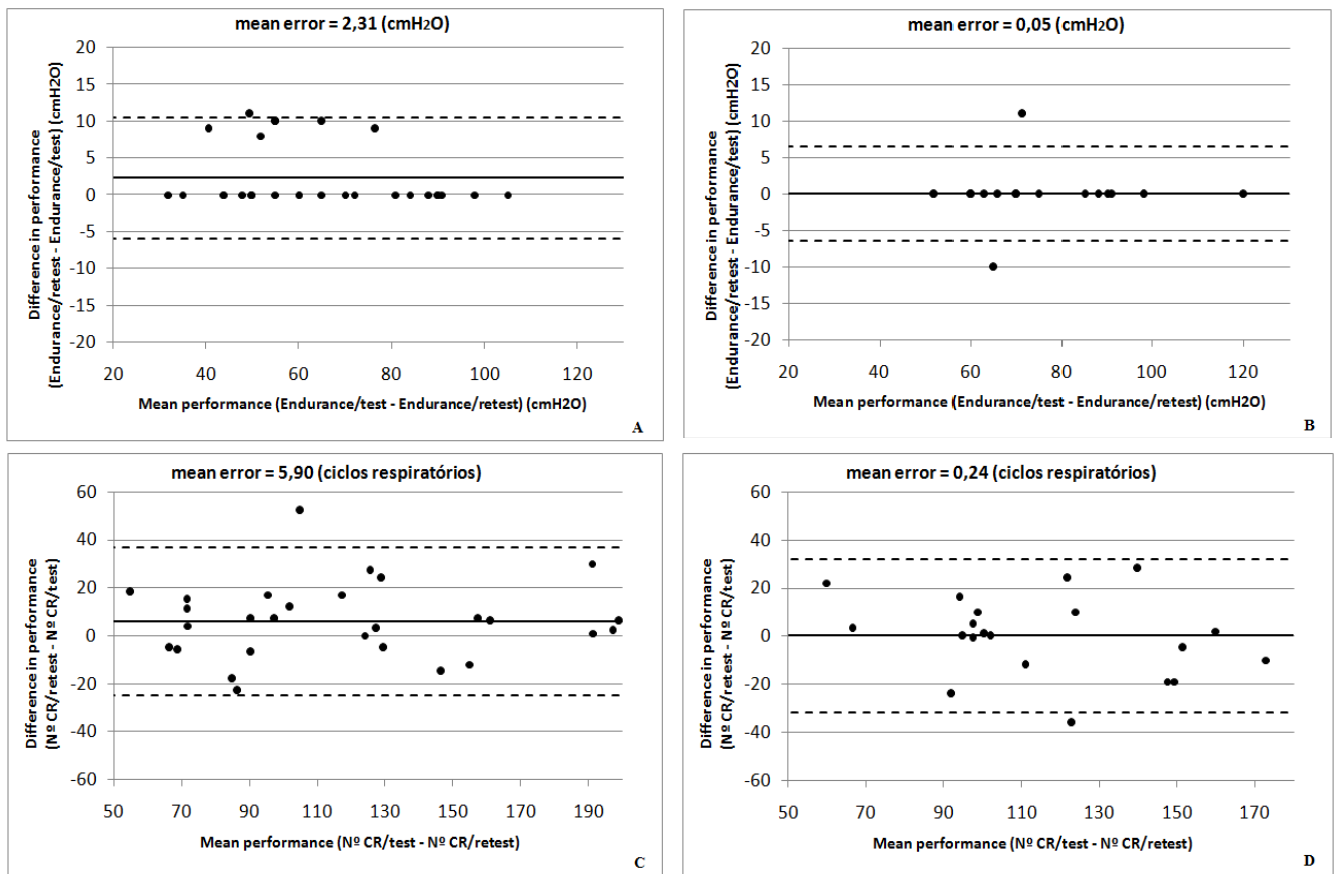 mean error = 2,31 (cmH2O)
Difference in performance
(Endurance/retest - Endurance/test) (cmH2O)
20
15
10
5
0
-5
-10
-15
-20
20 40 60 80 100 120
Mean performance (Endurance/test - Endurance/retest) (cmH2O)
A
mean error = 0,05 (cmH2O)
Difference in performance
(Endurance/retest - Endurance/test) (cmH2O)
20
15
10
5
0
-5
-10
-15
-20
20 40 60 80 100 120
Mean performance (Endurance/test - Endurance/retest) (cmH2O)
B
mean error = 5,90 (ciclos respiratórios)
Difference in performance
(Nº CR/retest - Nº CR/test)
60
40
20
0
-20
-40
-60
50 70 90 110 130 150 170 190
Mean performance (Nº CR/test - Nº CR/retest)
C
mean error = 0,24 (ciclos respiratórios)
Difference in performance
(Nº CR/retest - Nº CR/test)
60
40
20
0
-20
-40
-60
50 70 90 110 130 150 170
Mean performance (Nº CR/test - Nº CR/retest)
D